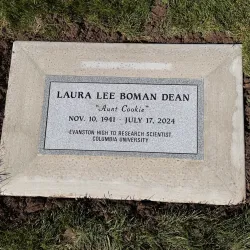 LAURA LEE BOMAN DEAN
"Aunt Cookie"
NOV. 10, 1941 - JULY 17, 2024
EVANSTON HIGH TO RESEARCH SCIENTIST,
COLUMBIA UNIVERSITY